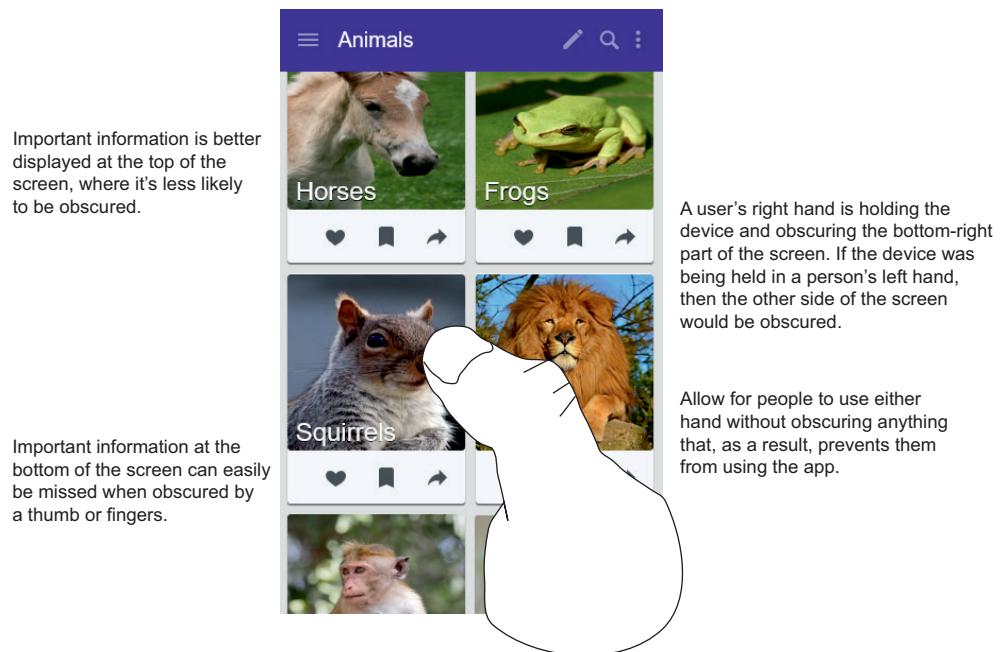 Animals
Important information is better
displayed at the top of the
screen, where it's less likely
to be obscured.
Horses
Frogs
A user's right hand is holding the
device and obscuring the bottom-right
part of the screen. If the device was
being held in a person's left hand,
then the other side of the screen
would be obscured.
Squirrels
Allow for people to use either
hand without obscuring anything
that, as a result, prevents them
from using the app.
Important information at the
bottom of the screen can easily
be missed when obscured by
a thumb or fingers.